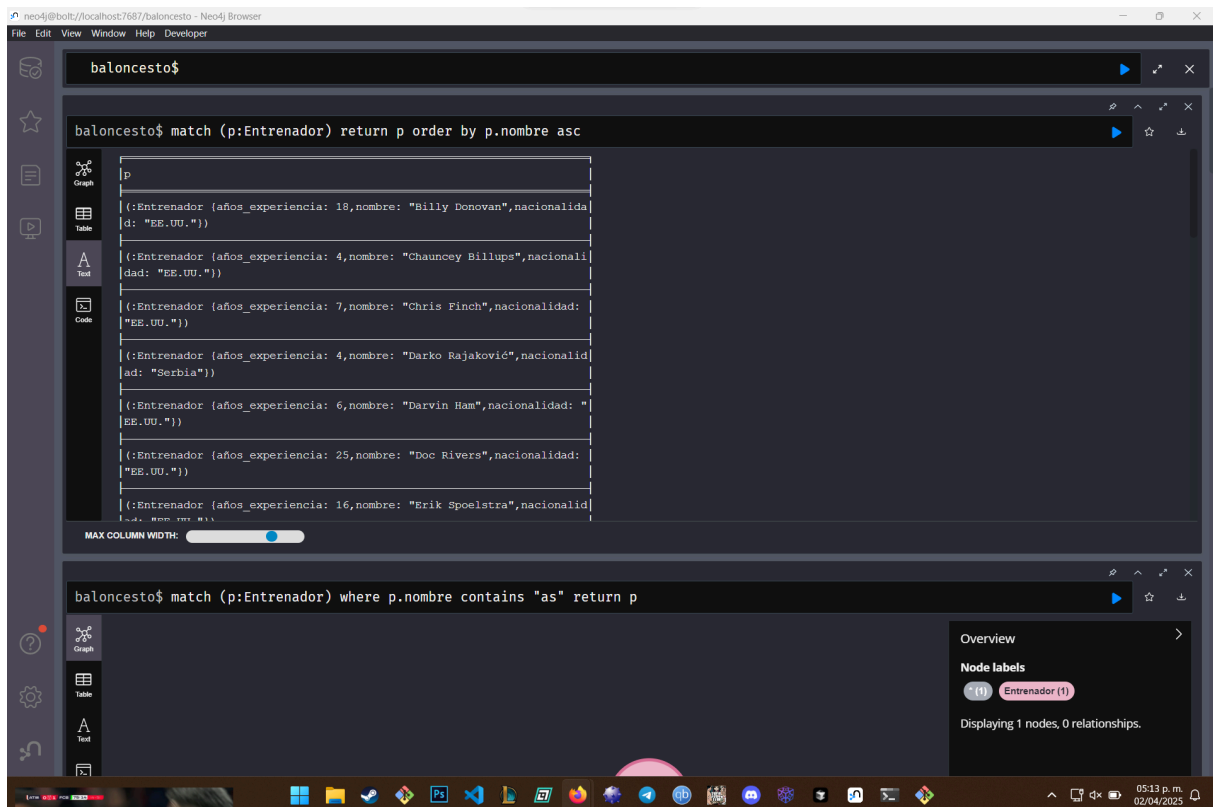 neo4j@bolt://localhost:7687/baloncesto - Neo4j Browser
File Edit View Window Help Developer
baloncesto$
baloncesto$ match (p:Entrenador) return p order by p.nombre asc
Graph
Table
Text
Code
p
(:Entrenador {años_experiencia: 18,nombre: "Billy Donovan",nacionalida
d: "EE.UU."})
(:Entrenador {años_experiencia: 4,nombre: "Chauncey Billups",nacionali
dad: "EE.UU."})
(:Entrenador {años_experiencia: 7,nombre: "Chris Finch",nacionalidad:
"EE.UU."})
(:Entrenador {años_experiencia: 4,nombre: "Darko Rajaković",nacionalid
ad: "Serbia"})
(:Entrenador {años_experiencia: 6,nombre: "Darvin Ham",nacionalidad: "
EE.UU."})
(:Entrenador {años_experiencia: 25,nombre: "Doc Rivers",nacionalidad:
"EE.UU."})
(:Entrenador {años_experiencia: 16,nombre: "Erik Spoelstra",nacionalid
ad: "EE.UU."})
MAX COLUMN WIDTH:
baloncesto$ match (p:Entrenador) where p.nombre contains "as" return p
Graph
Table
Text
Overview
Node labels
* (1) Entrenador (1)
Displaying 1 nodes, 0 relationships.
Ps
qb
05:13 p. m.
02/04/2025